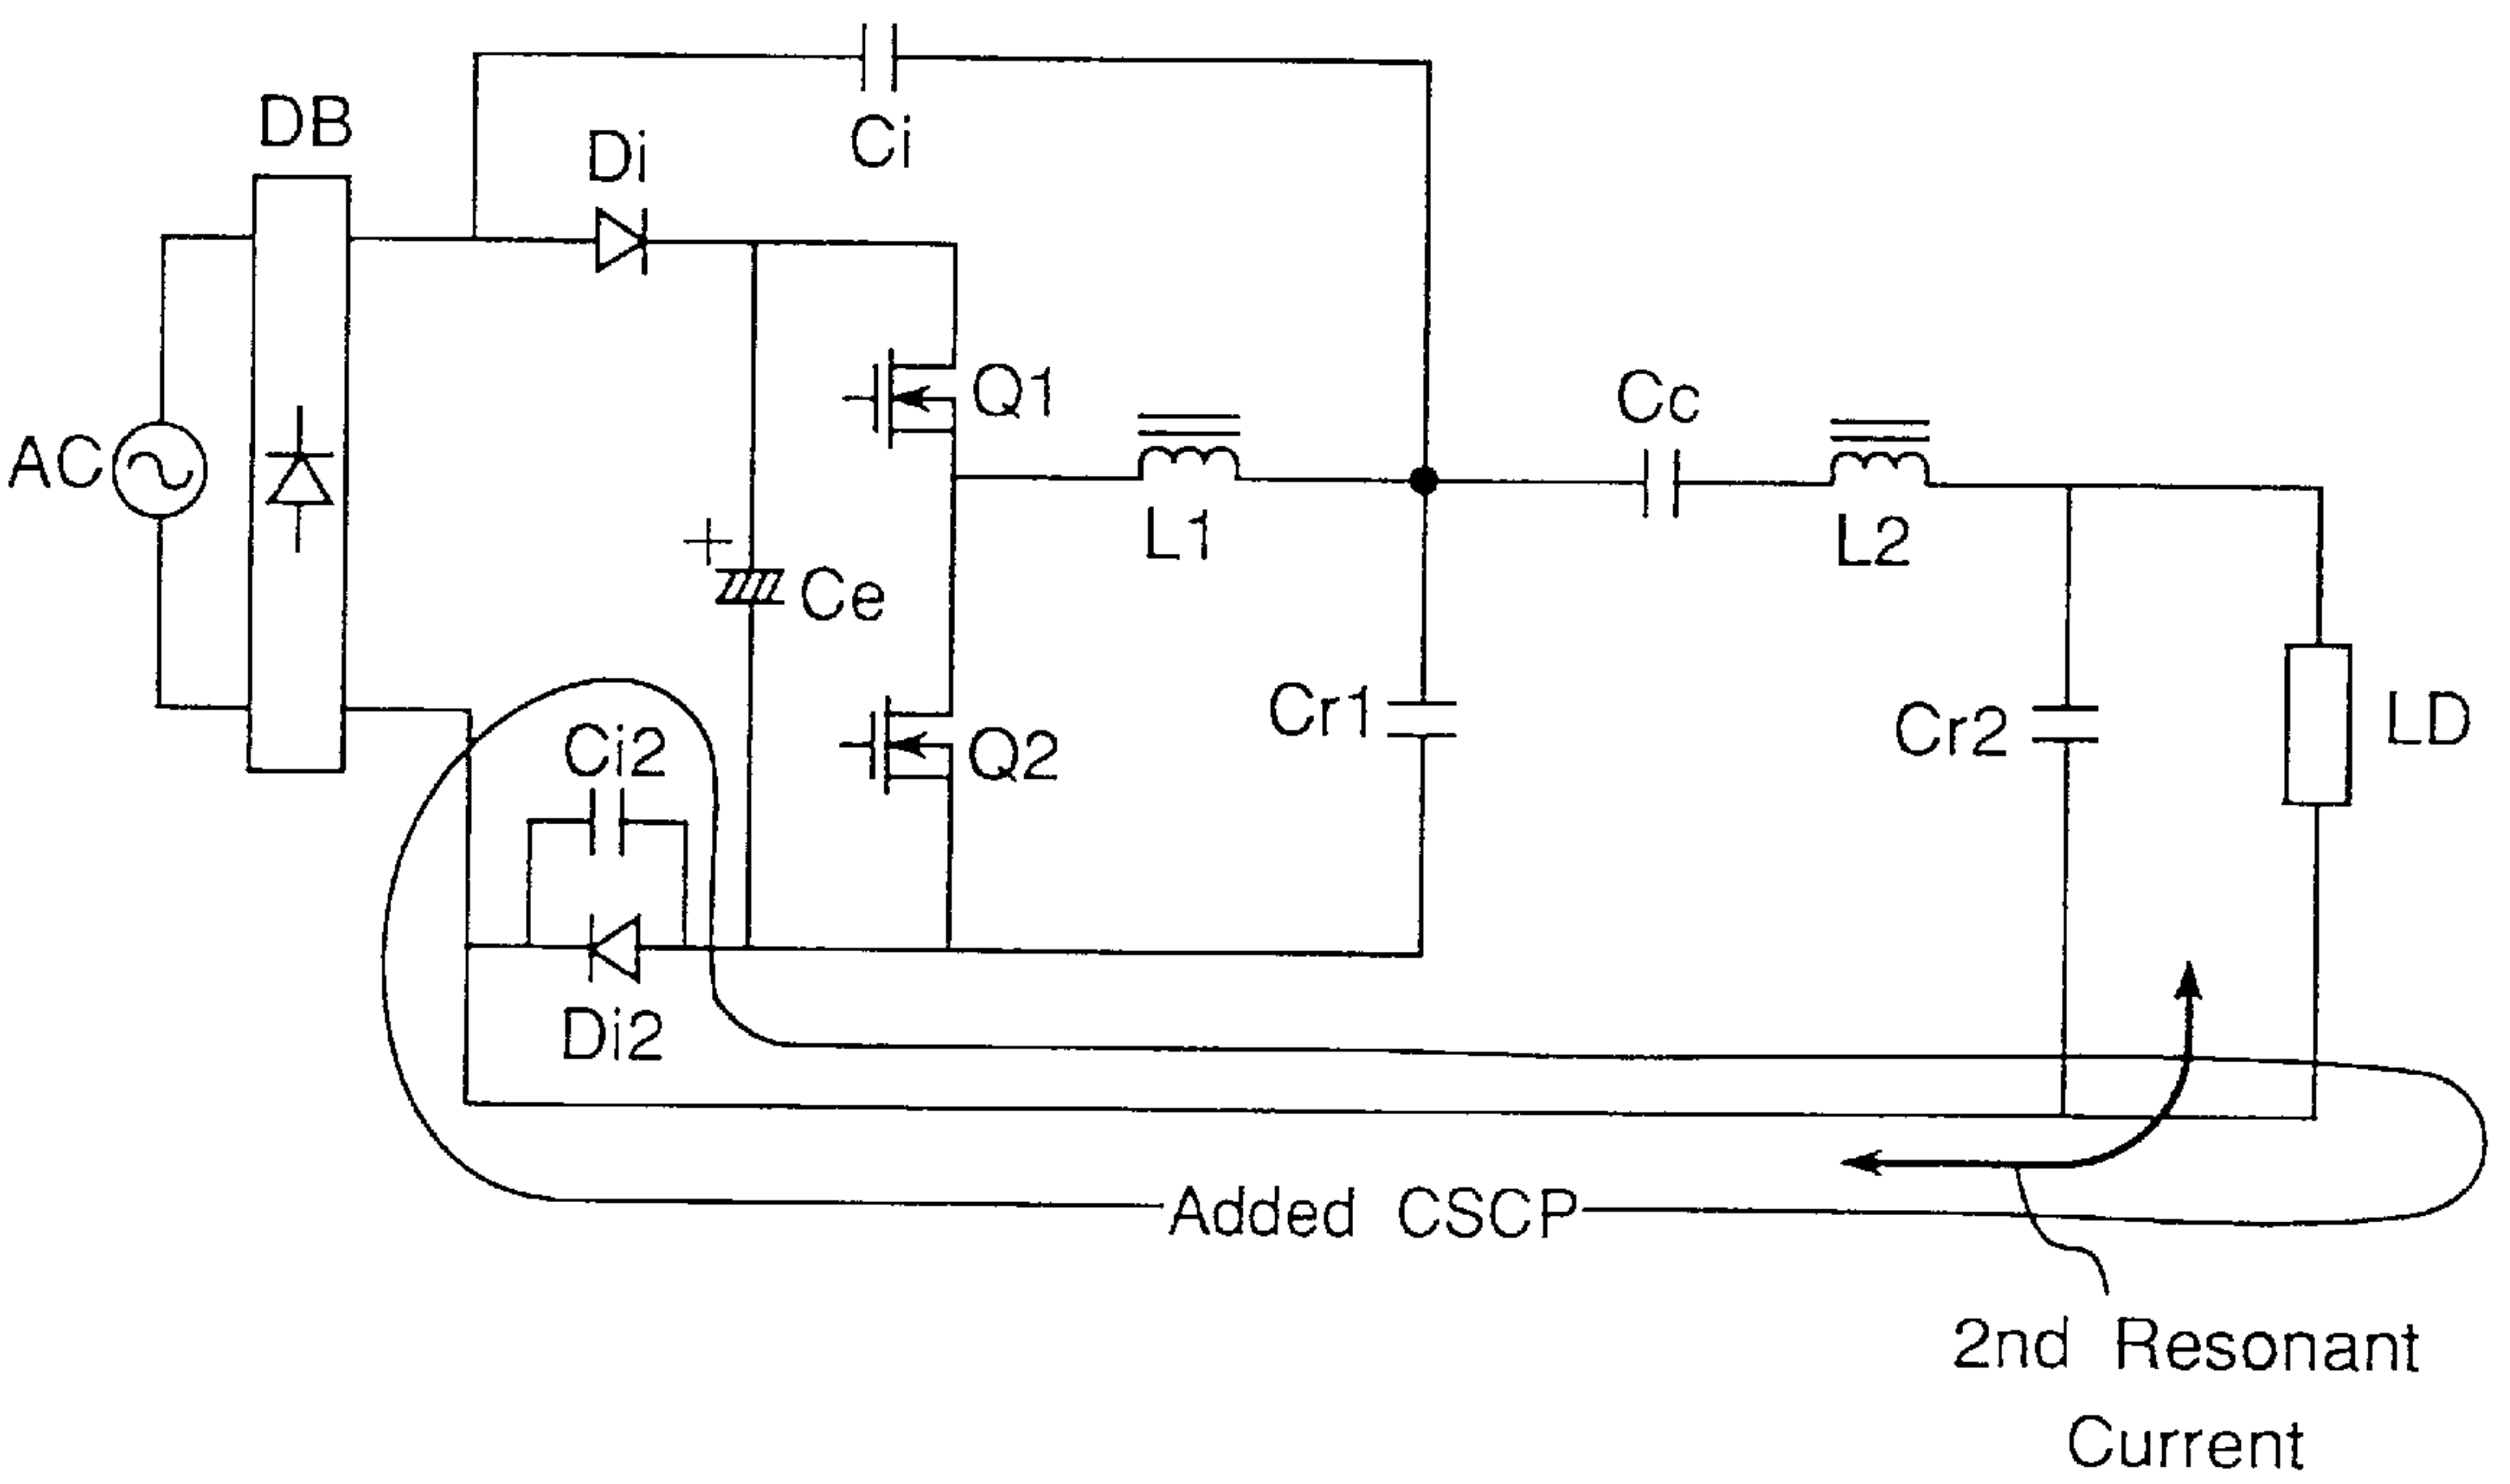 Ci
DB
Di
Q1
Cc
AC
L1
L2
+
Ce
Cr1
Cr2
LD
Ci2
Q2
Di2
Added CSCP
2nd Resonant
Current